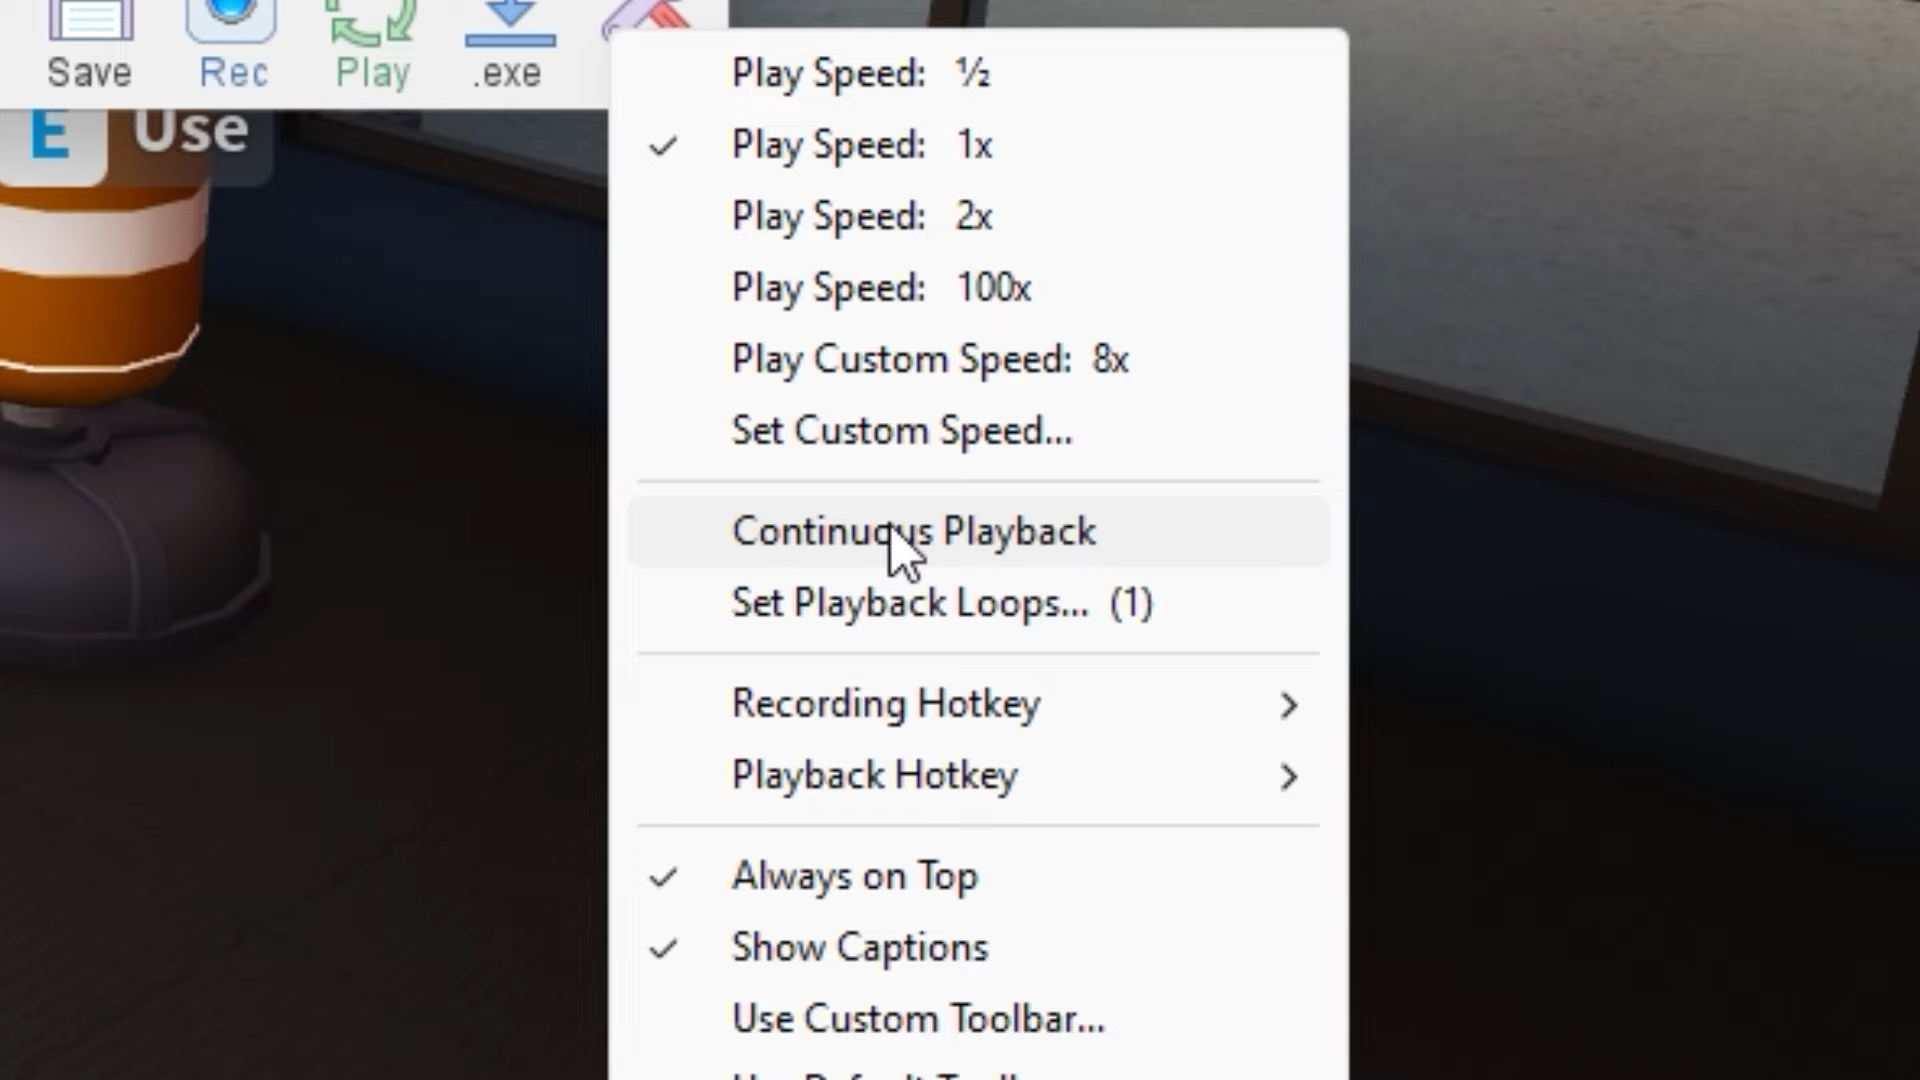 Save Rec Play .exe
E Use
Play Speed: ½
Play Speed: 1x
Play Speed: 2x
Play Speed: 100x
Play Custom Speed: 8x
Set Custom Speed...
Continuous Playback
Set Playback Loops... (1)
Recording Hotkey
Playback Hotkey
Always on Top
Show Captions
Use Custom Toolbar...